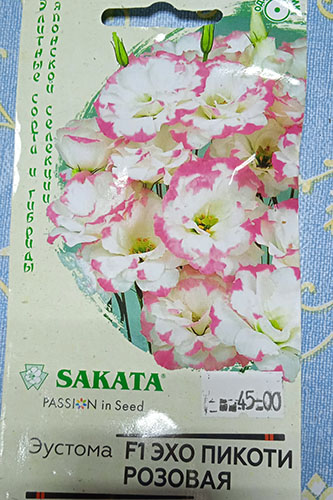 Элитные сорта и гибриды
японской селекции
SAKATA®
PASSION in Seed
45-00
Эустома F1 ЭХО ПИКОТИ
РОЗОВАЯ